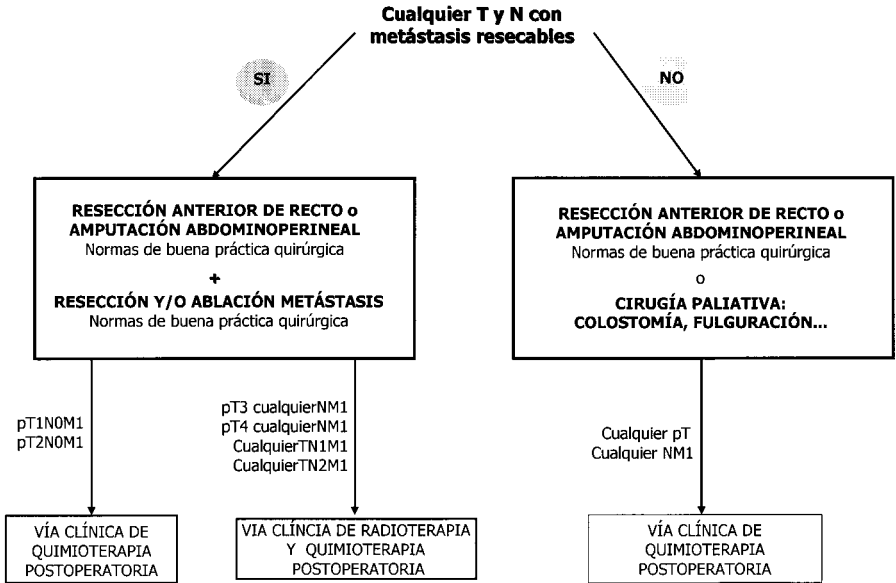 Cualquier T y N con
metástasis resecables
SI
NO
RESECCIÓN ANTERIOR DE RECTO o
AMPUTACIÓN ABDOMINOPERINEAL
Normas de buena práctica quirúrgica
+
RESECCIÓN Y/O ABLACIÓN METÁSTASIS
Normas de buena práctica quirúrgica
RESECCIÓN ANTERIOR DE RECTO o
AMPUTACIÓN ABDOMINOPERINEAL
Normas de buena práctica quirúrgica
o
CIRUGÍA PALIATIVA:
COLOSTOMÍA, FULGURACIÓN...
pT1N0M1
pT2N0M1
pT3 cualquierNM1
pT4 cualquierNM1
CualquierTN1M1
CualquierTN2M1
Cualquier pT
Cualquier NM1
VÍA CLÍNICA DE
QUIMIOTERAPIA
POSTOPERATORIA
VIA CLÍNCIA DE RADIOTERAPIA
Y QUIMIOTERAPIA
POSTOPERATORIA
VÍA CLÍNICA DE
QUIMIOTERAPIA
POSTOPERATORIA